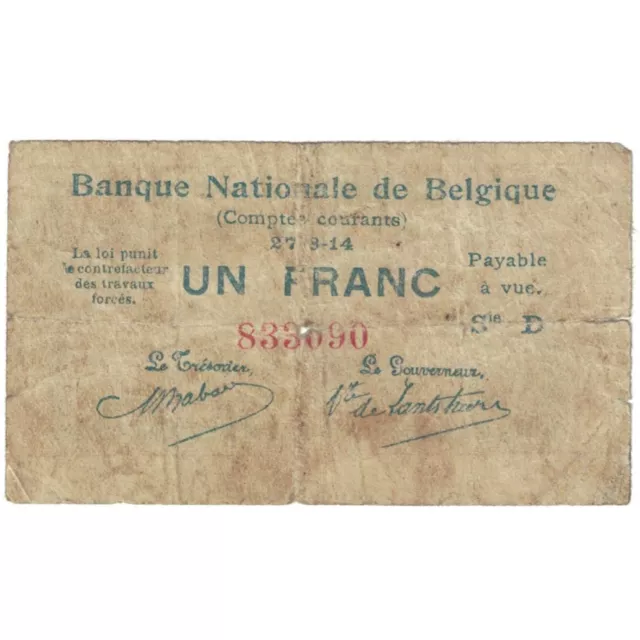 Banque Nationale de Belgique
(Comptes courants)
27-8-14
La loi punit
le contrefacteur
des travaux
forcés.
UN FRANC
Payable
à vue.
Sie D
833090
Le Trésorier,
Le Gouverneur,